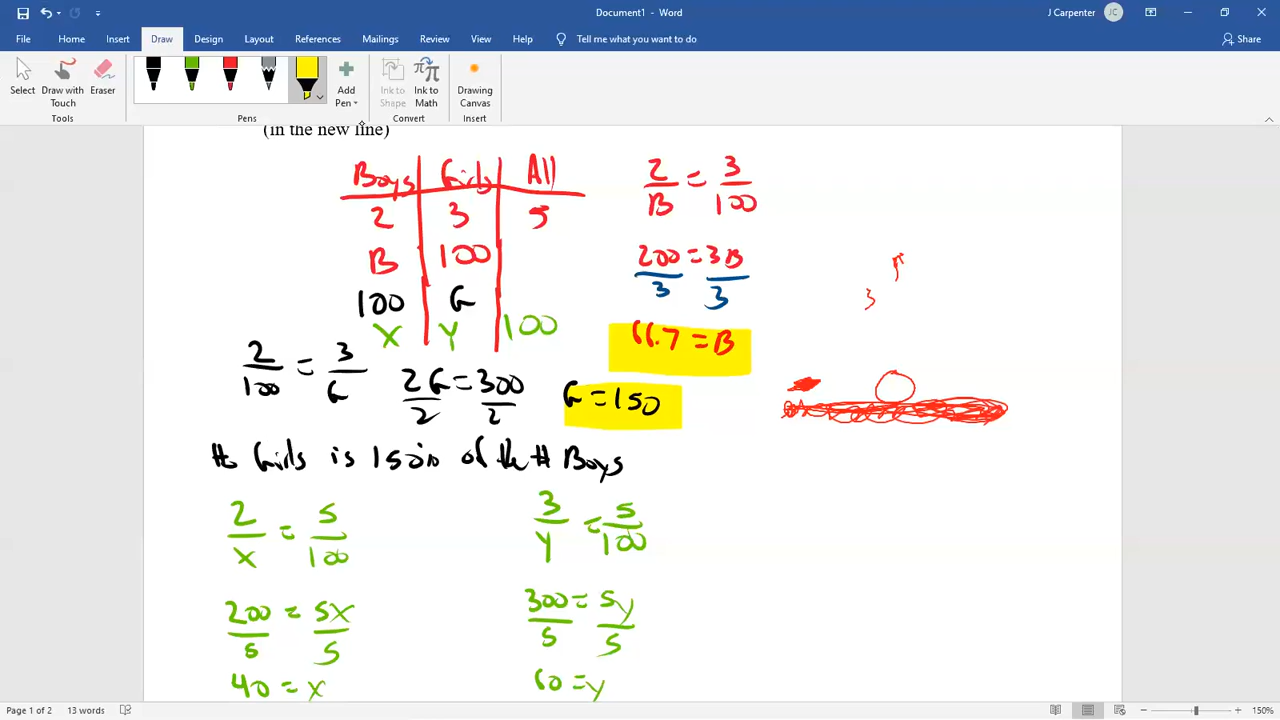 Document1 - Word
J Carpenter JC
File Home Insert Draw Design Layout References Mailings Review View Help Tell me what you want to do Share
Select Draw with Touch Eraser Add Pen Ink to Shape Ink to Math Drawing Canvas
Tools Pens Convert Insert
(in the new line)
Boys Girls All
2 3 5
B 100
100 G
X Y 100
2/B = 3/100
200 = 3B
3 3
66.7 = B
3
2/100 = 3/G
2G = 300
2 2
G = 150
# Girls is 150% of the # Boys
2/X = 5/100
200 = 5X
5 5
40 = X
3/Y = 5/100
300 = 5y
5 5
60 = y
Page 1 of 2 13 words 150%